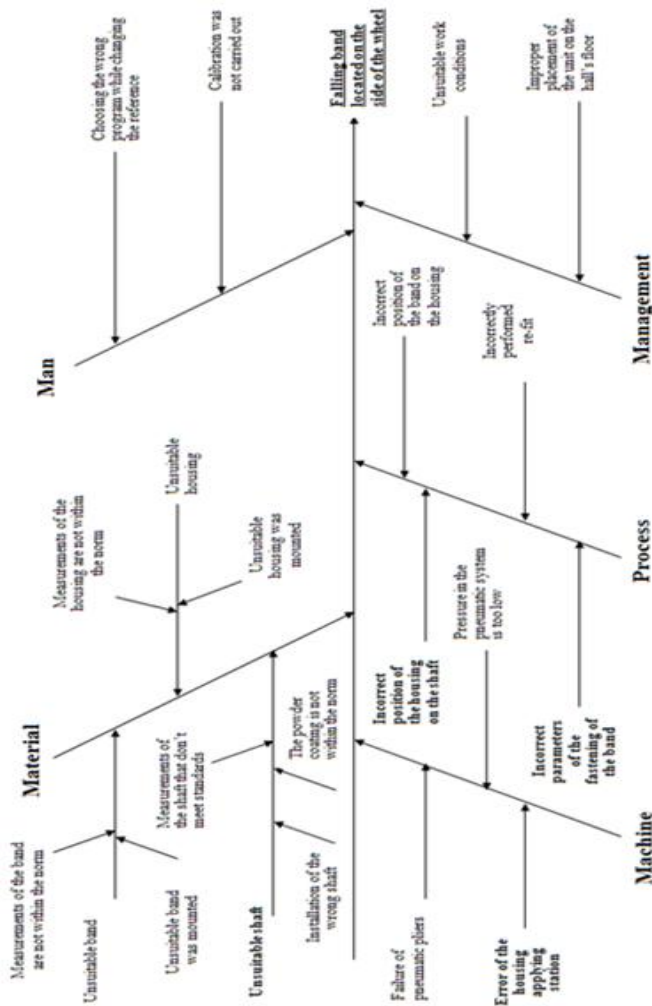 Man
Choosing the wrong
program while changing
the reference
Calibration was
not carried out
Material
Measurements of the band
are not within the norm
Unsuitable band
Unsuitable band
was mounted
Measurements of the
housing are not within
the norm
Unsuitable
housing
Unsuitable
housing was
mounted
Measurements of
the shaft that don't
meet standards
The powder
coating is not
within the norm
Unsuitable shaft
Installation of the
wrong shaft
Falling band
located on the
side of the wheel
Machine
Failure of
pneumatic pliers
Pressure in the
pneumatic system
is too low
Error of the
housing
applying
station
Process
Incorrect
position of
the housing
on the shaft
Incorrect
position of
the band on
the housing
Incorrectly
performed
re-fit
Incorrect
parameters
of the
fastening of
the band
Management
Unsuitable work
conditions
Improper
placement of
the unit on the
hall's floor